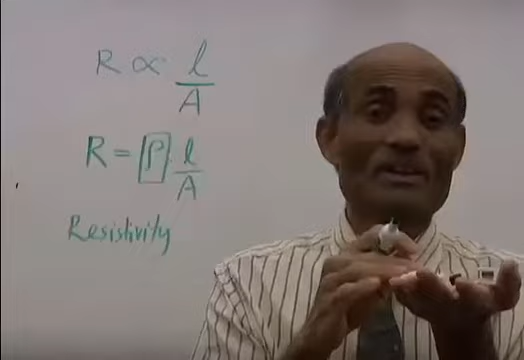 R ∝ l/A
R = ρ l/A
Resistivity